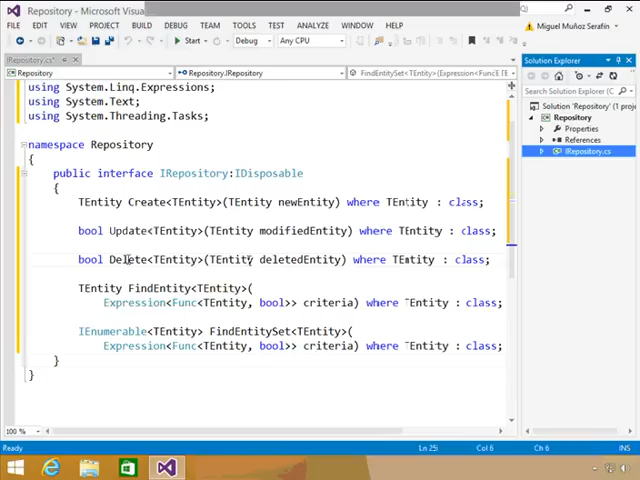 Repository - Microsoft Visual
Miguel Muñoz Serafín
FILE EDIT VIEW PROJECT BUILD DEBUG TEAM TOOLS TEST ANALYZE WINDOW HELP
Start Debug Any CPU
IRepository.cs*
Repository Repository.IRepository FindEntitySet<TEntity>(Expression<Func<TEnti
using System.Linq.Expressions;
using System.Text;
using System.Threading.Tasks;
namespace Repository
{
public interface IRepository:IDisposable
{
TEntity Create<TEntity>(TEntity newEntity) where TEntity : class;
bool Update<TEntity>(TEntity modifiedEntity) where TEntity : class;
bool Delete<TEntity>(TEntity deletedEntity) where TEntity : class;
TEntity FindEntity<TEntity>(
Expression<Func<TEntity, bool>> criteria) where TEntity : class;
IEnumerable<TEntity> FindEntitySet<TEntity>(
Expression<Func<TEntity, bool>> criteria) where TEntity : class;
}
}
100 %
Solution Explorer
Search Solution Explorer (Ctrl+
Solution 'Repository' (1 proje
Repository
Properties
References
IRepository.cs
Ready Ln 25 Col 6 Ch 6